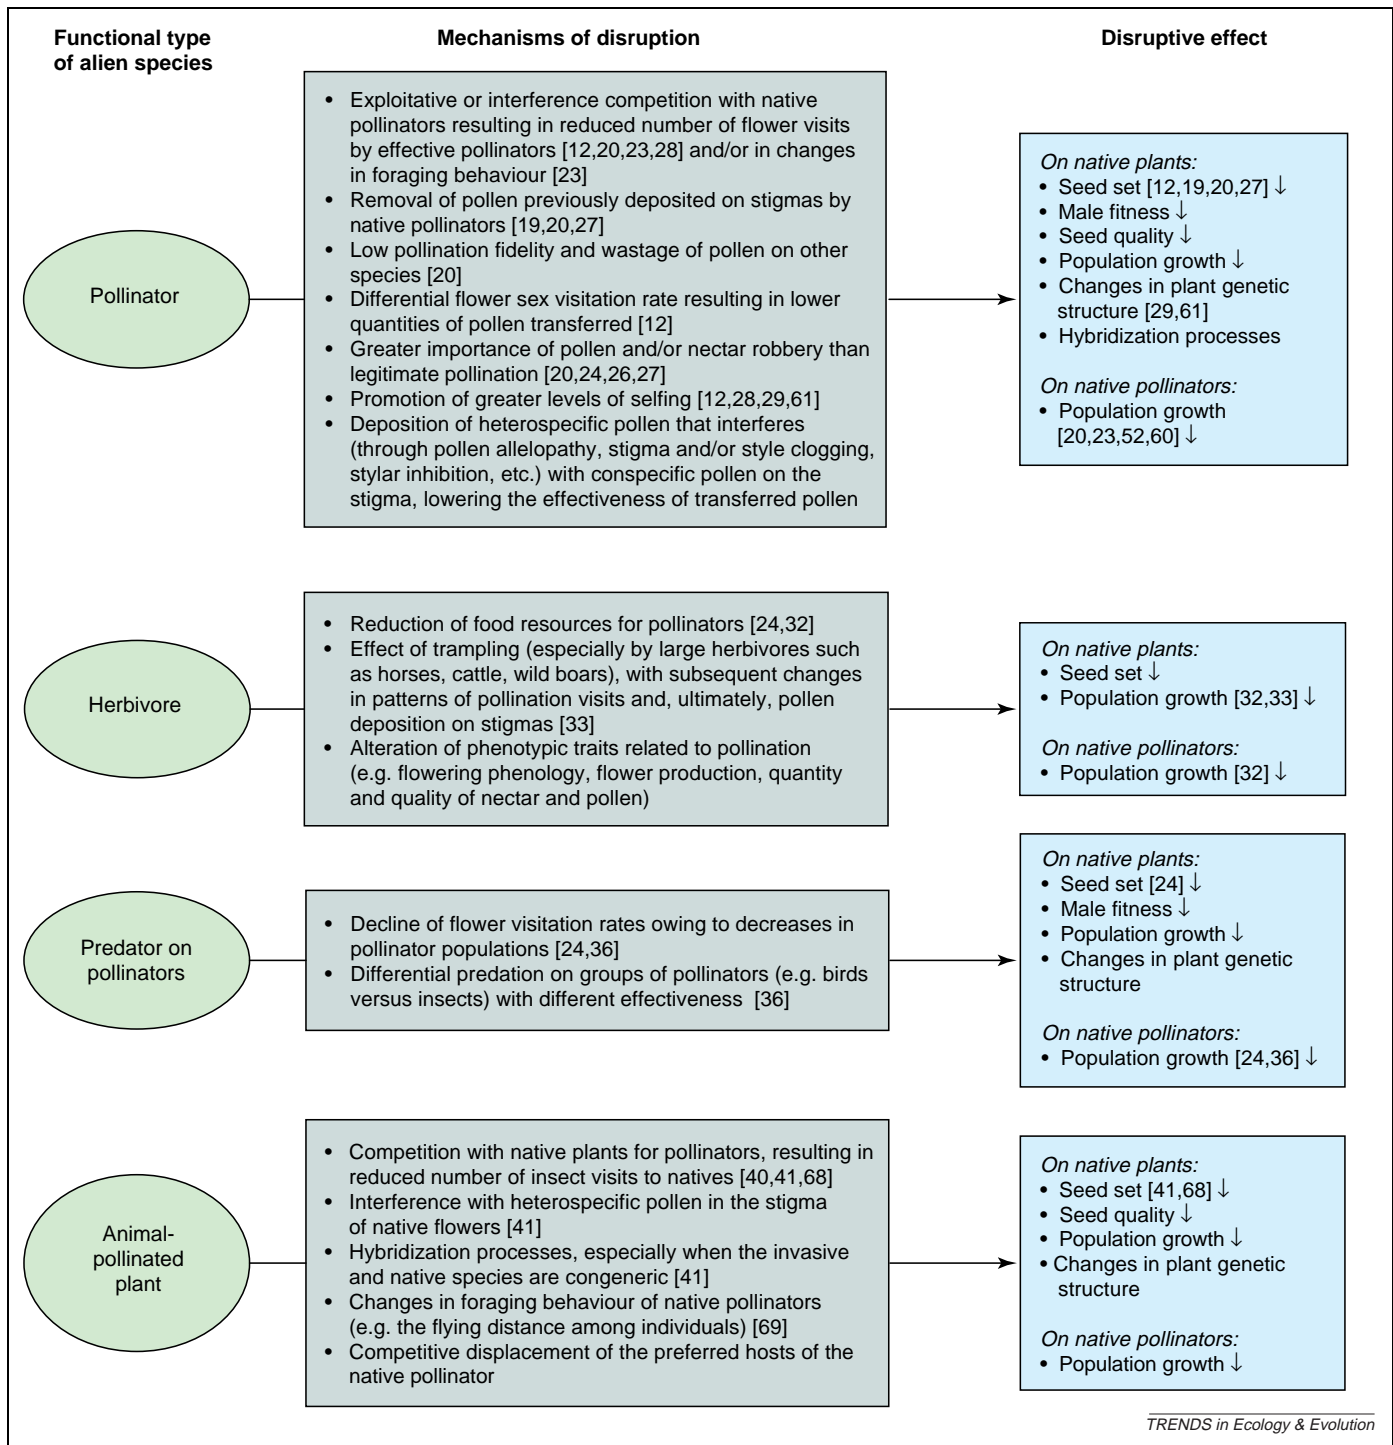 Functional type
of alien species
Mechanisms of disruption
Disruptive effect
Pollinator
• Exploitative or interference competition with native
pollinators resulting in reduced number of flower visits
by effective pollinators [12,20,23,28] and/or in changes
in foraging behaviour [23]
• Removal of pollen previously deposited on stigmas by
native pollinators [19,20,27]
• Low pollination fidelity and wastage of pollen on other
species [20]
• Differential flower sex visitation rate resulting in lower
quantities of pollen transferred [12]
• Greater importance of pollen and/or nectar robbery than
legitimate pollination [20,24,26,27]
• Promotion of greater levels of selfing [12,28,29,61]
• Deposition of heterospecific pollen that interferes
(through pollen allelopathy, stigma and/or style clogging,
stylar inhibition, etc.) with conspecific pollen on the
stigma, lowering the effectiveness of transferred pollen
On native plants:
• Seed set [12,19,20,27] ↓
• Male fitness ↓
• Seed quality ↓
• Population growth ↓
• Changes in plant genetic
structure [29,61]
• Hybridization processes
On native pollinators:
• Population growth
[20,23,52,60] ↓
Herbivore
• Reduction of food resources for pollinators [24,32]
• Effect of trampling (especially by large herbivores such
as horses, cattle, wild boars), with subsequent changes
in patterns of pollination visits and, ultimately, pollen
deposition on stigmas [33]
• Alteration of phenotypic traits related to pollination
(e.g. flowering phenology, flower production, quantity
and quality of nectar and pollen)
On native plants:
• Seed set ↓
• Population growth [32,33] ↓
On native pollinators:
• Population growth [32] ↓
Predator on
pollinators
• Decline of flower visitation rates owing to decreases in
pollinator populations [24,36]
• Differential predation on groups of pollinators (e.g. birds
versus insects) with different effectiveness [36]
On native plants:
• Seed set [24] ↓
• Male fitness ↓
• Population growth ↓
• Changes in plant genetic
structure
On native pollinators:
• Population growth [24,36] ↓
Animal-
pollinated
plant
• Competition with native plants for pollinators, resulting in
reduced number of insect visits to natives [40,41,68]
• Interference with heterospecific pollen in the stigma
of native flowers [41]
• Hybridization processes, especially when the invasive
and native species are congeneric [41]
• Changes in foraging behaviour of native pollinators
(e.g. the flying distance among individuals) [69]
• Competitive displacement of the preferred hosts of the
native pollinator
On native plants:
• Seed set [41,68] ↓
• Seed quality ↓
• Population growth ↓
• Changes in plant genetic
structure
On native pollinators:
• Population growth ↓
TRENDS in Ecology & Evolution